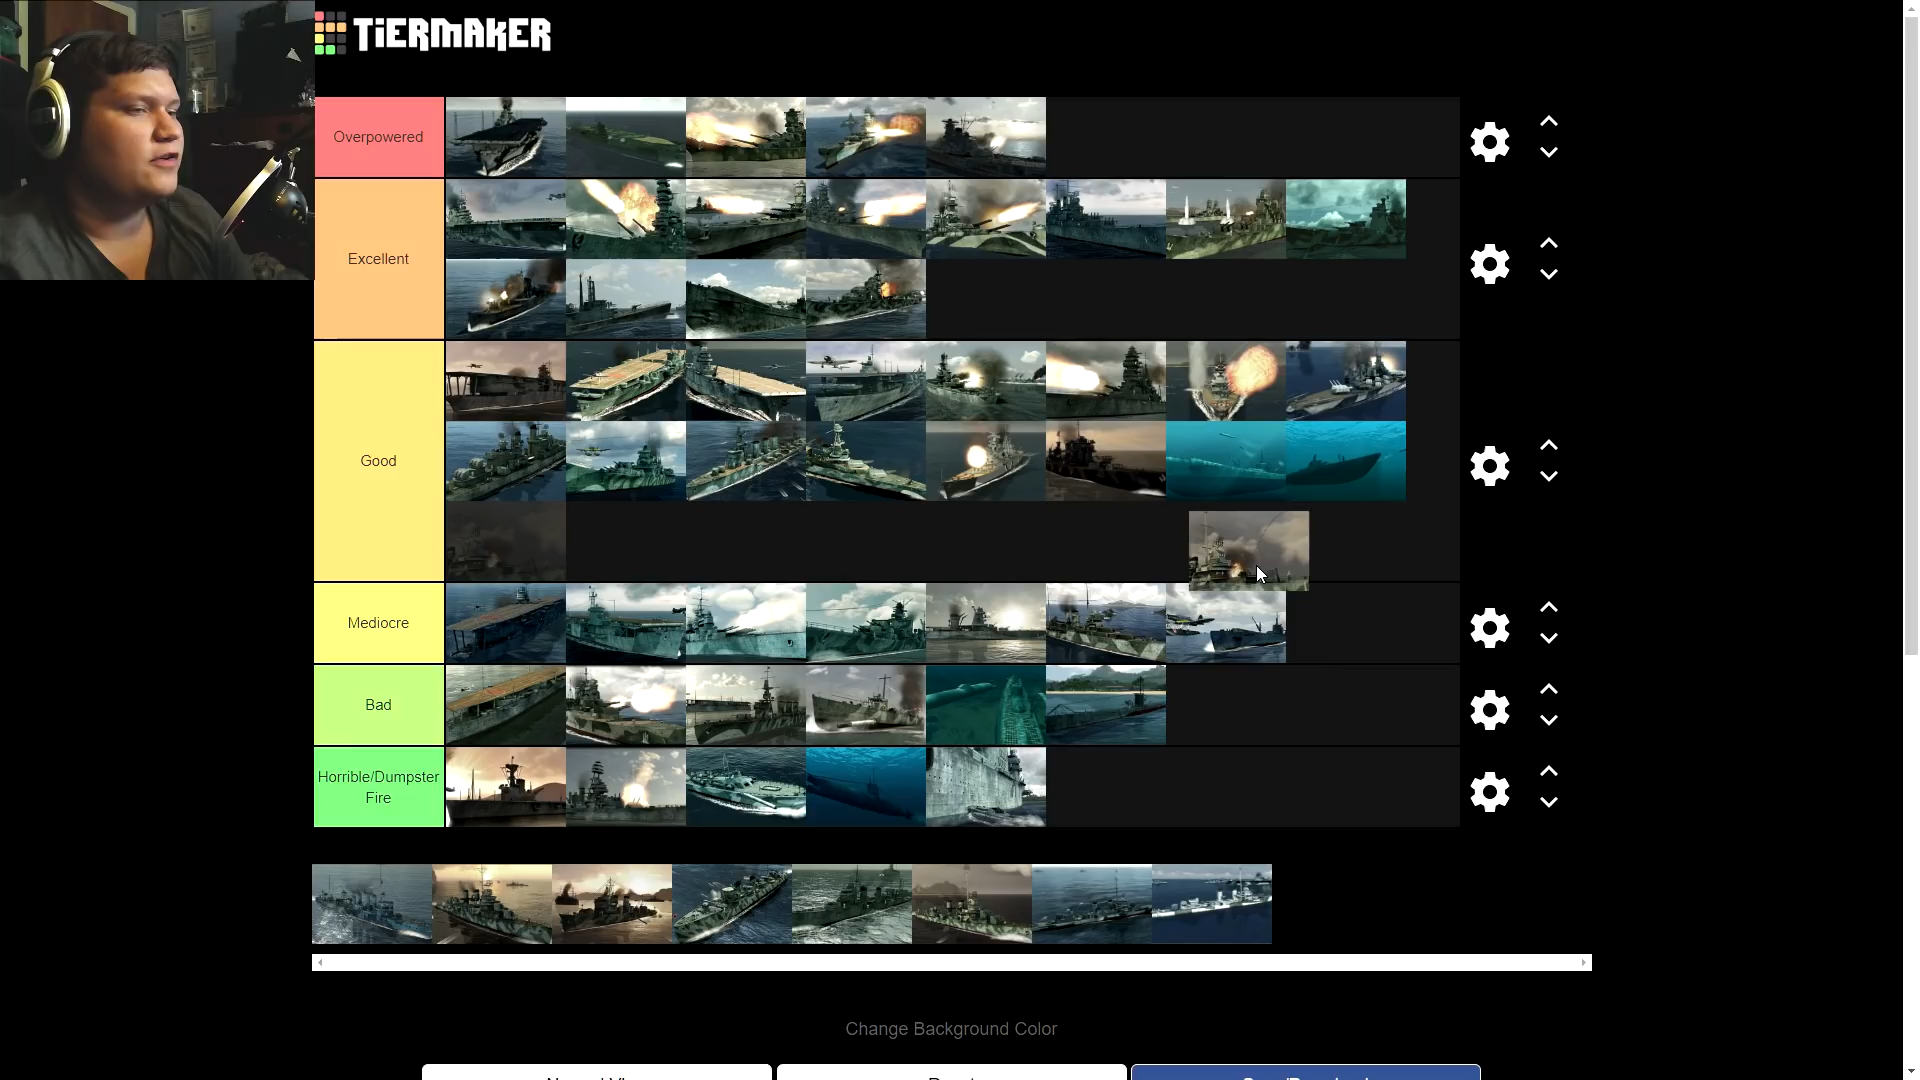 TiERMAKER
Overpowered
Excellent
Good
Mediocre
Bad
Horrible/Dumpster
Fire
Change Background Color